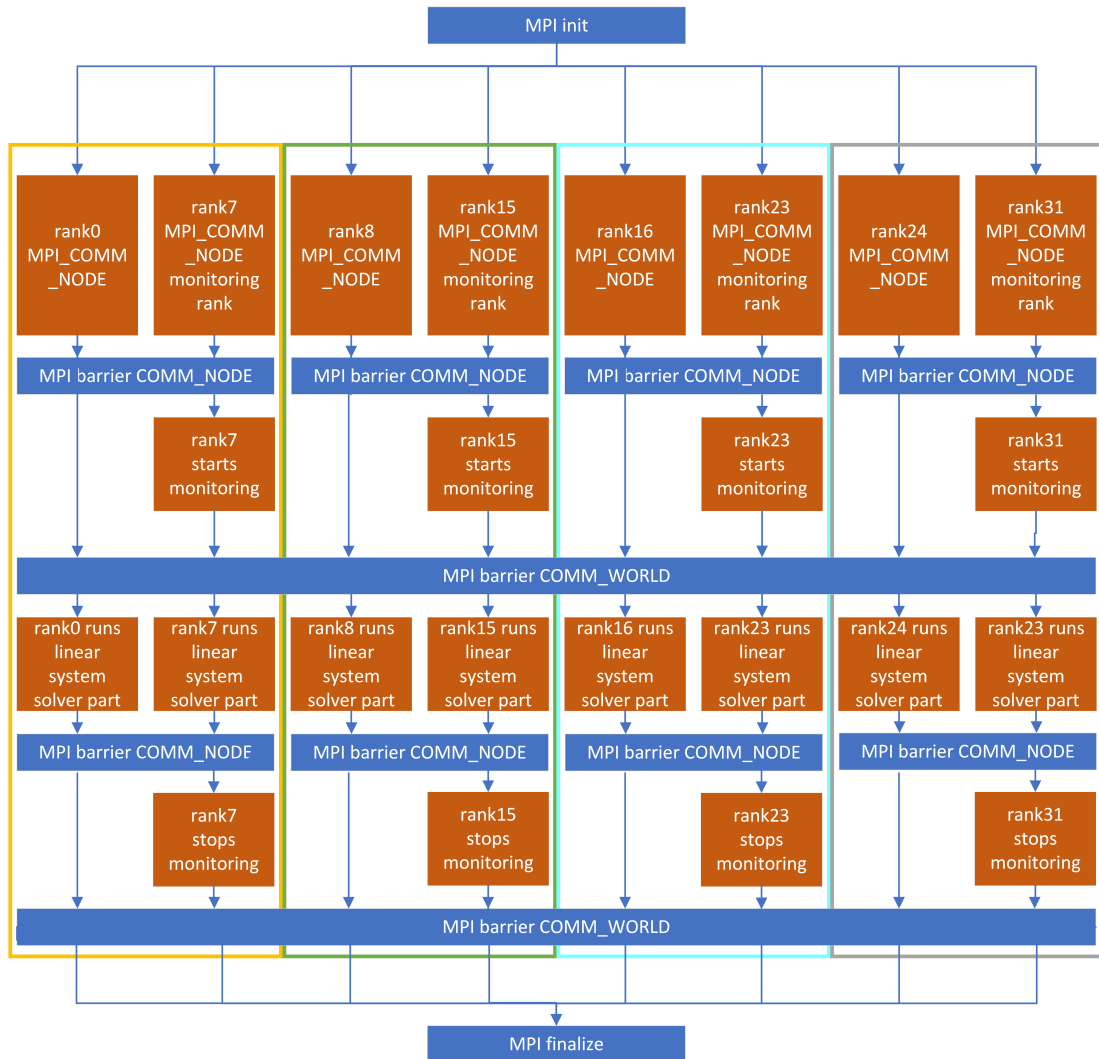 MPI init
rank0
MPI_COMM
_NODE
rank7
MPI_COMM
_NODE
monitoring
rank
rank8
MPI_COMM
_NODE
rank15
MPI_COMM
_NODE
monitoring
rank
rank16
MPI_COMM
_NODE
rank23
MPI_COMM
_NODE
monitoring
rank
rank24
MPI_COMM
_NODE
rank31
MPI_COMM
_NODE
monitoring
rank
MPI barrier COMM_NODE
MPI barrier COMM_NODE
MPI barrier COMM_NODE
MPI barrier COMM_NODE
rank7
starts
monitoring
rank15
starts
monitoring
rank23
starts
monitoring
rank31
starts
monitoring
MPI barrier COMM_WORLD
rank0 runs
linear
system
solver part
rank7 runs
linear
system
solver part
rank8 runs
linear
system
solver part
rank15 runs
linear
system
solver part
rank16 runs
linear
system
solver part
rank23 runs
linear
system
solver part
rank24 runs
linear
system
solver part
rank23 runs
linear
system
solver part
MPI barrier COMM_NODE
MPI barrier COMM_NODE
MPI barrier COMM_NODE
MPI barrier COMM_NODE
rank7
stops
monitoring
rank15
stops
monitoring
rank23
stops
monitoring
rank31
stops
monitoring
MPI barrier COMM_WORLD
MPI finalize